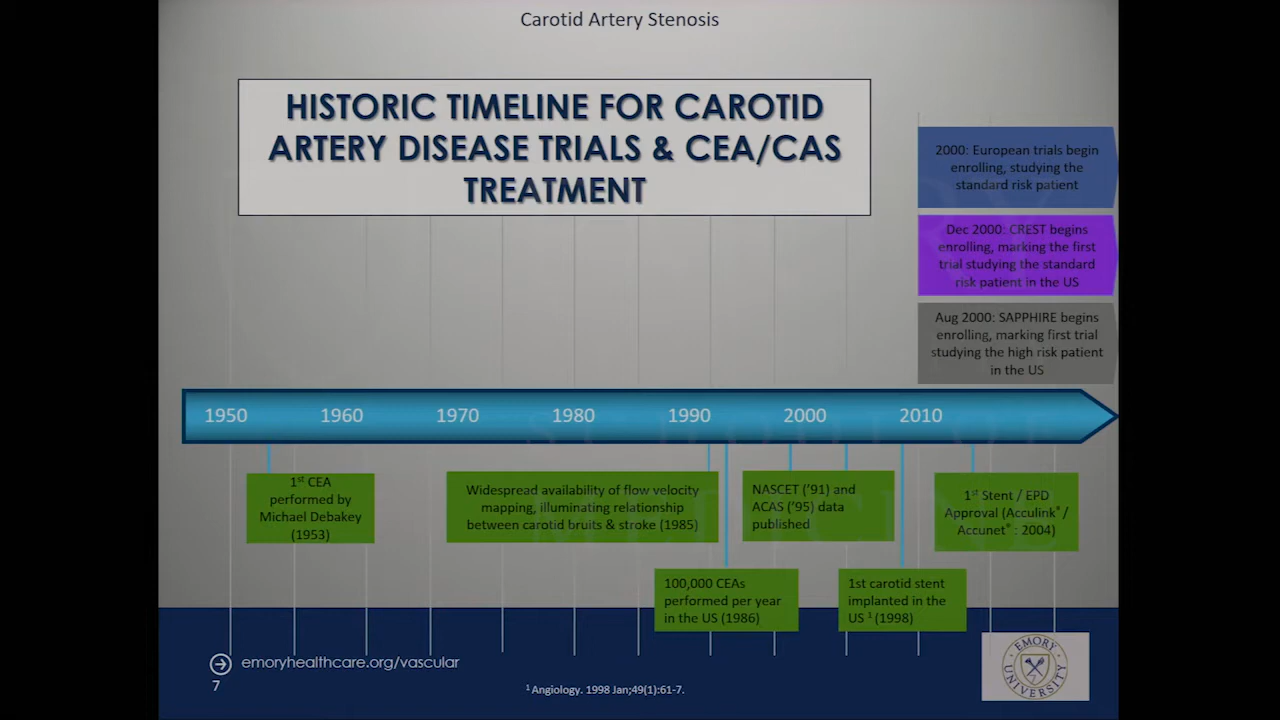 Carotid Artery Stenosis
HISTORIC TIMELINE FOR CAROTID
ARTERY DISEASE TRIALS & CEA/CAS
TREATMENT
2000: European trials begin
enrolling, studying the
standard risk patient
Dec 2000: CREST begins
enrolling, marking the first
trial studying the standard
risk patient in the US
Aug 2000: SAPPHIRE begins
enrolling, marking first trial
studying the high risk patient
in the US
1950 1960 1970 1980 1990 2000 2010
1st CEA
performed by
Michael Debakey
(1953)
Widespread availability of flow velocity
mapping, illuminating relationship
between carotid bruits & stroke (1985)
NASCET ('91) and
ACAS ('95) data
published
1st Stent / EPD
Approval (Acculink®/
Accunet® : 2004)
100,000 CEAs
performed per year
in the US (1986)
1st carotid stent
implanted in the
US 1 (1998)
emoryhealthcare.org/vascular
7
1 Angiology. 1998 Jan;49(1):61-7.
EMORY
UNIVERSITY